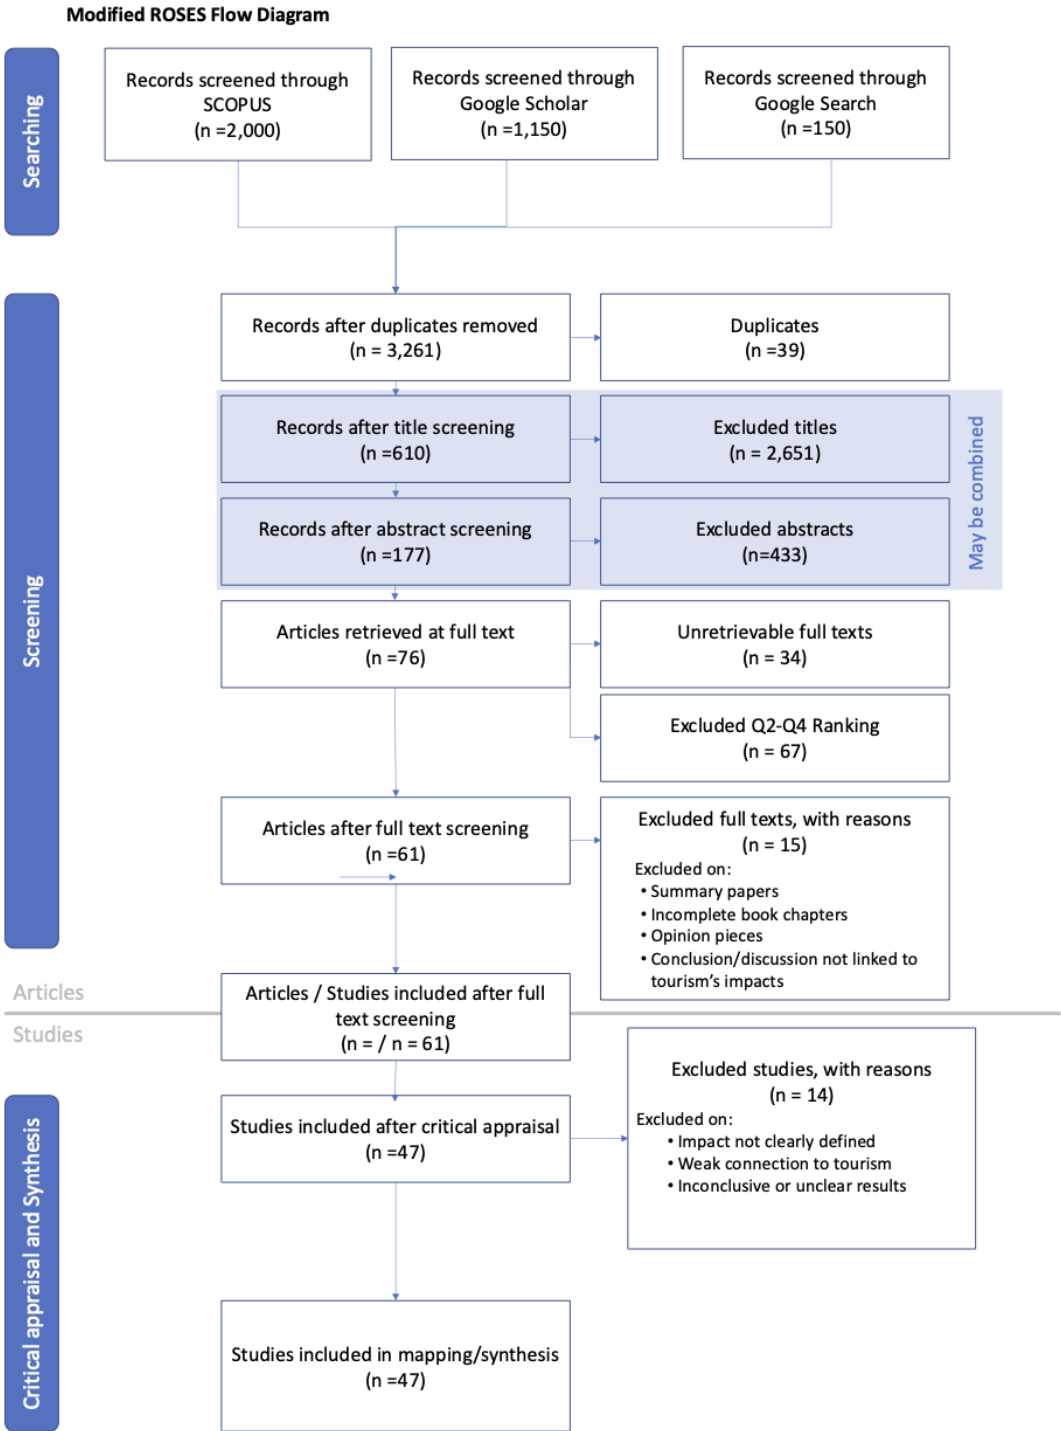 Modified ROSES Flow Diagram
Searching
Records screened through
SCOPUS
(n =2,000)
Records screened through
Google Scholar
(n =1,150)
Records screened through
Google Search
(n =150)
Screening
Records after duplicates removed
(n = 3,261)
Duplicates
(n =39)
Records after title screening
(n =610)
Excluded titles
(n = 2,651)
May be combined
Records after abstract screening
(n =177)
Excluded abstracts
(n=433)
Articles retrieved at full text
(n =76)
Unretrievable full texts
(n = 34)
Excluded Q2-Q4 Ranking
(n = 67)
Articles after full text screening
(n =61)
Excluded full texts, with reasons
(n = 15)
Excluded on:
• Summary papers
• Incomplete book chapters
• Opinion pieces
• Conclusion/discussion not linked to
tourism's impacts
Articles
Studies
Articles / Studies included after full
text screening
(n = / n = 61)
Critical appraisal and Synthesis
Studies included after critical appraisal
(n =47)
Excluded studies, with reasons
(n = 14)
Excluded on:
• Impact not clearly defined
• Weak connection to tourism
• Inconclusive or unclear results
Studies included in mapping/synthesis
(n =47)